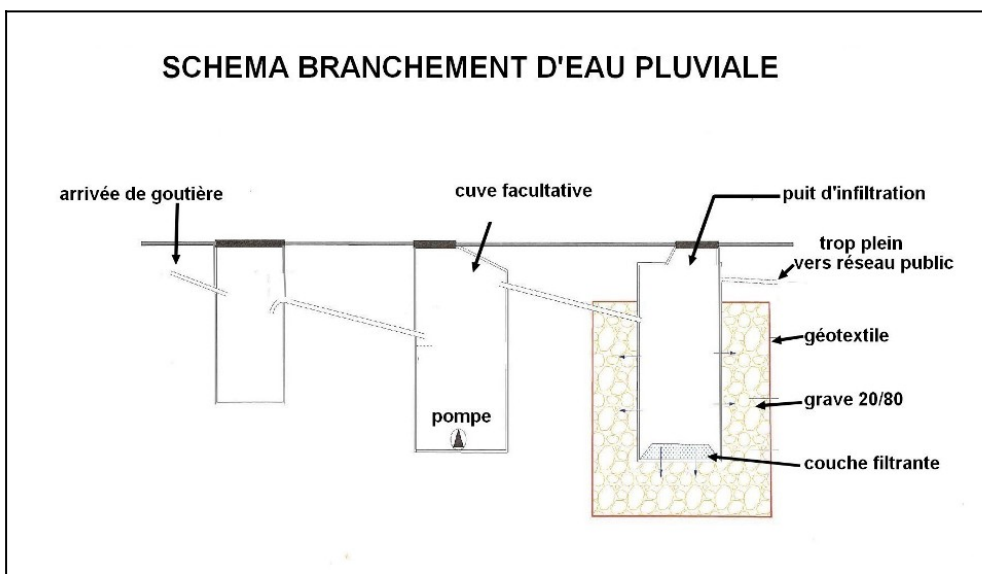 SCHEMA BRANCHEMENT D'EAU PLUVIALE
arrivée de goutière
cuve facultative
puit d'infiltration
trop plein
vers réseau public
géotextile
grave 20/80
pompe
couche filtrante